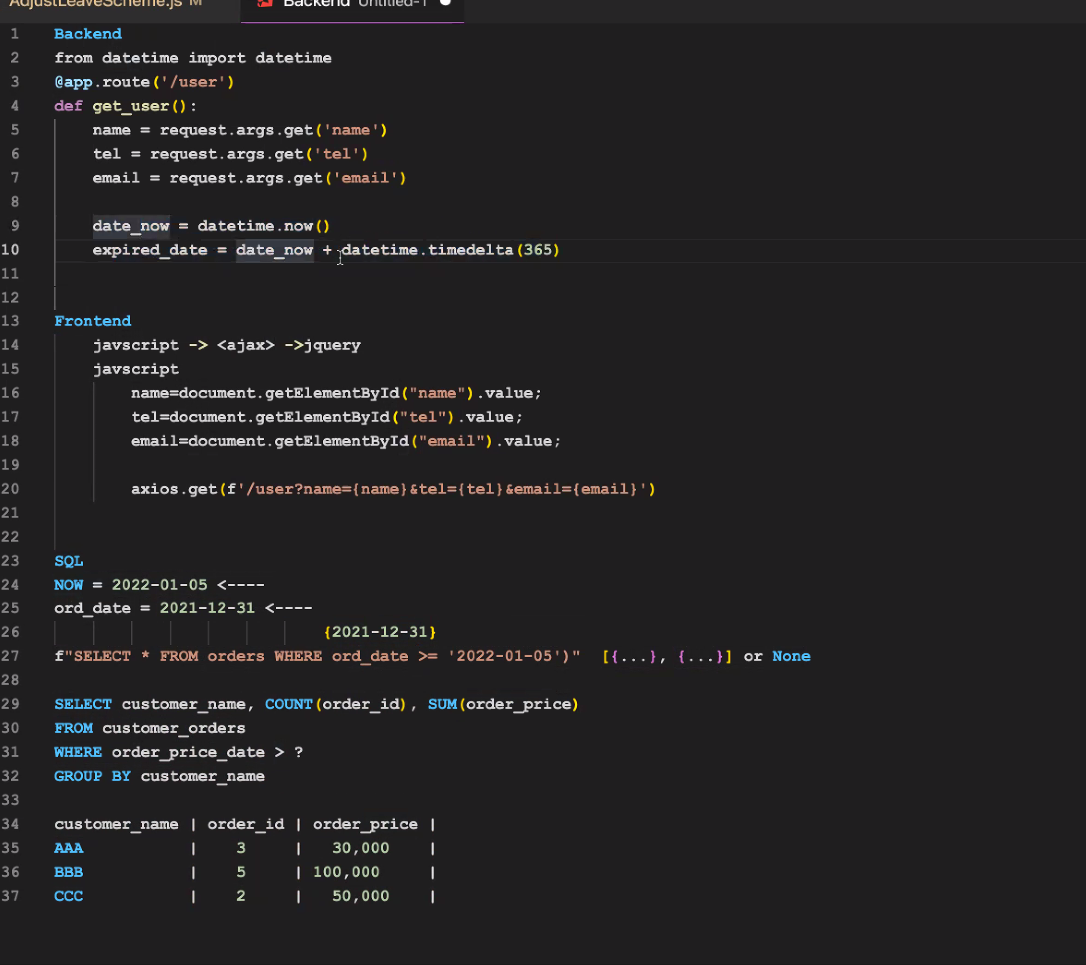 AdjustLeaveScheme.js M
Backend Untitled-1
1 Backend
2 from datetime import datetime
3 @app.route('/user')
4 def get_user():
5 name = request.args.get('name')
6 tel = request.args.get('tel')
7 email = request.args.get('email')
8
9 date_now = datetime.now()
10 expired_date = date_now + datetime.timedelta(365)
11
12
13 Frontend
14 javscript -> <ajax> ->jquery
15 javscript
16 name=document.getElementById("name").value;
17 tel=document.getElementById("tel").value;
18 email=document.getElementById("email").value;
19
20 axios.get(f'/user?name={name}&tel={tel}&email={email}')
21
22
23 SQL
24 NOW = 2022-01-05 <----
25 ord_date = 2021-12-31 <----
26 {2021-12-31}
27 f"SELECT * FROM orders WHERE ord_date >= '2022-01-05')" [{...}, {...}] or None
28
29 SELECT customer_name, COUNT(order_id), SUM(order_price)
30 FROM customer_orders
31 WHERE order_price_date > ?
32 GROUP BY customer_name
33
34 customer_name | order_id | order_price |
35 AAA | 3 | 30,000 |
36 BBB | 5 | 100,000 |
37 CCC | 2 | 50,000 |